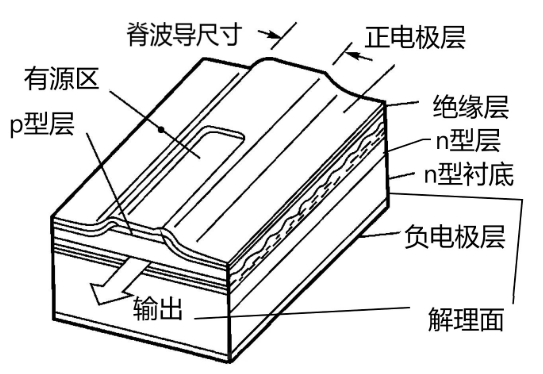 脊波导尺寸
正电极层
有源区
p型层
绝缘层
n型层
n型衬底
负电极层
输出
解理面